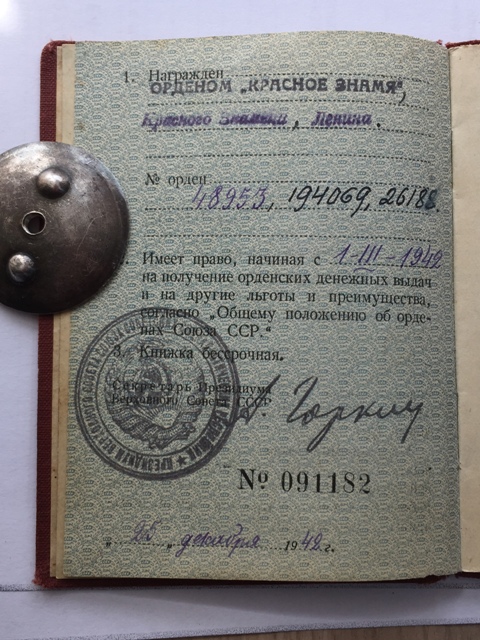 1. Награжден
ОРДЕНОМ „КРАСНОЕ ЗНАМЯ",
Красного Знамени, Ленина.
№ орден
48953, 194069, 26188.
Имеет право, начиная с 1-III-1942
на получение орденских денежных выдач
и на другие льготы и преимущества,
согласно „Общему положению об орде-
нах Союза ССР."
3. Книжка бессрочная.
Секретарь Президиума
Верховного Совета СССР
А. Горкин
№ 091182
„ 25 „ декабря 1942 г.